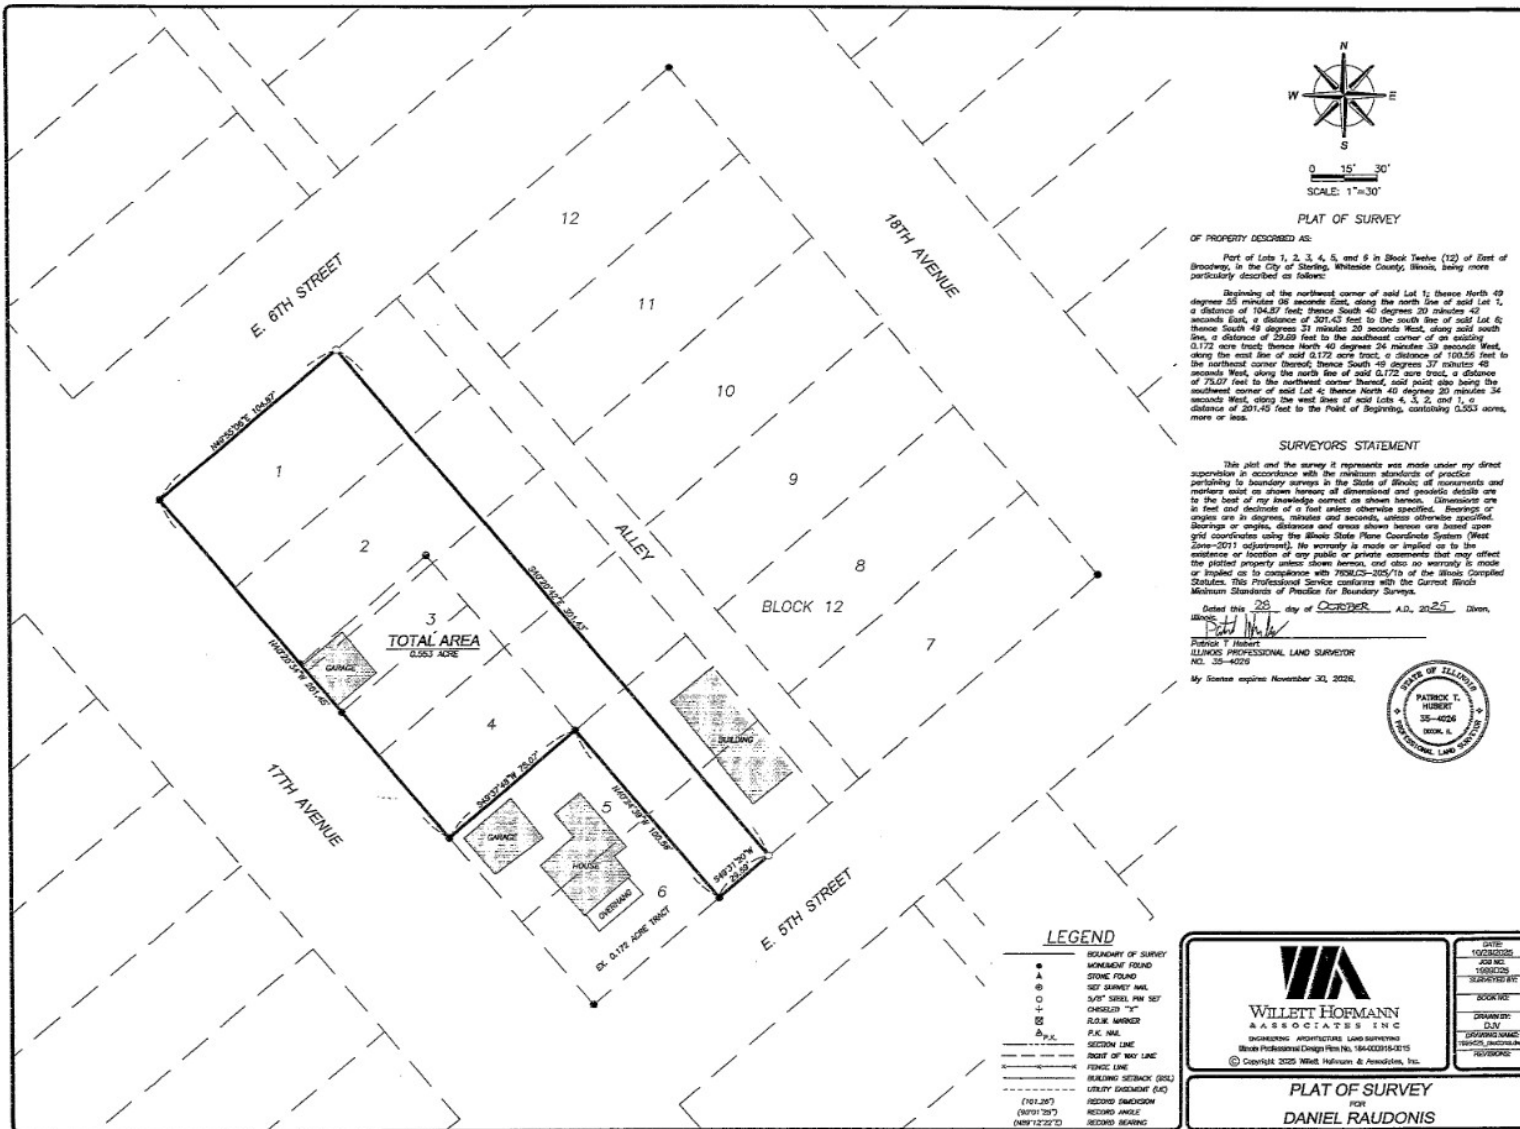 N
W E
S
0 15' 30'
SCALE: 1"=30'
PLAT OF SURVEY
OF PROPERTY DESCRIBED AS:
Part of Lots 1, 2, 3, 4, 5, and 6 in Block Twelve (12) of East of
Broadway, in the City of Sterling, Whiteside County, Illinois, being more
particularly described as follows:
Beginning at the northwest corner of said Lot 1; thence North 49
degrees 55 minutes 06 seconds East, along the north line of said Lot 1,
a distance of 104.87 feet; thence South 40 degrees 20 minutes 42
seconds East, a distance of 301.43 feet to the south line of said Lot 6;
thence South 49 degrees 31 minutes 20 seconds West, along said south
line, a distance of 29.89 feet to the southeast corner of an existing
0.172 acre tract; thence North 40 degrees 24 minutes 39 seconds West,
along the east line of said 0.172 acre tract, a distance of 100.56 feet to
the northeast corner thereof; thence South 49 degrees 37 minutes 48
seconds West, along the north line of said 0.172 acre tract, a distance
of 75.07 feet to the northwest corner thereof, said point also being the
southwest corner of said Lot 4; thence North 40 degrees 20 minutes 34
seconds West, along the west lines of said Lots 4, 3, 2, and 1, a
distance of 201.45 feet to the Point of Beginning, containing 0.553 acres,
more or less.
SURVEYORS STATEMENT
This plat and the survey it represents was made under my direct
supervision in accordance with the minimum standards of practice
pertaining to boundary surveys in the State of Illinois; all monuments and
markers exist as shown hereon; all dimensional and geodetic details are
to the best of my knowledge correct as shown hereon. Dimensions are
in feet and decimals of a foot unless otherwise specified. Bearings or
angles are in degrees, minutes and seconds, unless otherwise specified.
Bearings or angles, distances and areas shown hereon are based upon
grid coordinates using the Illinois State Plane Coordinate System (West
Zone-2011 adjustment). No warranty is made or implied as to the
existence or location of any public or private easements that may affect
the platted property unless shown hereon, and also no warranty is made
or implied as to compliance with 765ILCS-205/1b of the Illinois Compiled
Statutes. This Professional Service conforms with the Current Illinois
Minimum Standards of Practice for Boundary Surveys.
Dated this 28 day of OCTOBER A.D., 2025 Dixon,
Illinois.
Patrick T Hubert
ILLINOIS PROFESSIONAL LAND SURVEYOR
NO. 35-4026
My license expires November 30, 2026.
STATE OF ILLINOIS
PATRICK T.
HUBERT
35-4026
DIXON, IL
PROFESSIONAL LAND SURVEYOR
E. 6TH STREET
18TH AVENUE
17TH AVENUE
E. 5TH STREET
ALLEY
BLOCK 12
12
11
10
9
8
7
1
2
3
4
5
6
TOTAL AREA
0.553 ACRE
N49°55'06"E 104.87'
S40°20'42"E 301.43'
N40°20'34"W 201.45'
S49°37'48"W 75.07'
N40°24'39"W 100.56'
S49°31'20"W
GARAGE
GARAGE
HOUSE
OVERHANG
BUILDING
EX. 0.172 ACRE TRACT
LEGEND
BOUNDARY OF SURVEY
MONUMENT FOUND
STONE FOUND
SET SURVEY NAIL
5/8" STEEL PIN SET
CHISELED "X"
R.O.W. MARKER
P.K. P.K. NAIL
SECTION LINE
RIGHT OF WAY LINE
FENCE LINE
BUILDING SETBACK (BSL)
UTILITY EASEMENT (UE)
(101.26') RECORD DIMENSION
(90°01'25") RECORD ANGLE
(N89°12'22"E) RECORD BEARING
WILLETT HOFMANN
& ASSOCIATES INC
ENGINEERING ARCHITECTURE LAND SURVEYING
Illinois Professional Design Firm No. 184-000918-0015
© Copyright 2025 Willett, Hofmann & Associates, Inc.
DATE:
10/28/2025
JOB NO.
1999D25
SURVEYED BY:
BOOK NO:
DRAWN BY:
DJV
DRAWING NAME:
REVISIONS:
PLAT OF SURVEY
FOR
DANIEL RAUDONIS